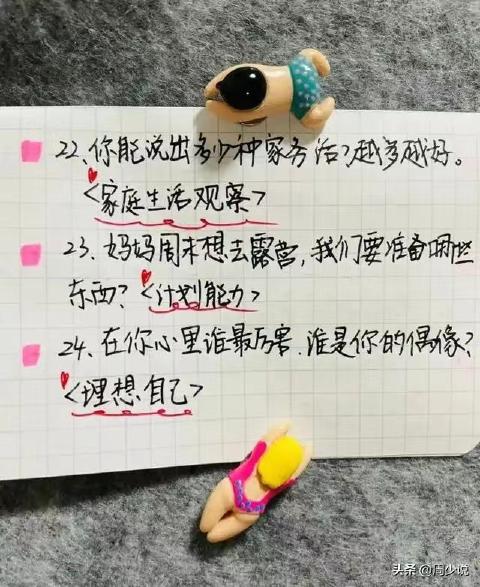 22、你能说出多少种家务活?越多越好。
<家庭生活观察>
23、妈妈周末想去露营,我们要准备哪些
东西? <计划能力>
24、在你心里谁最厉害.谁是你的偶像?
<理想自己>
头条 @周少说